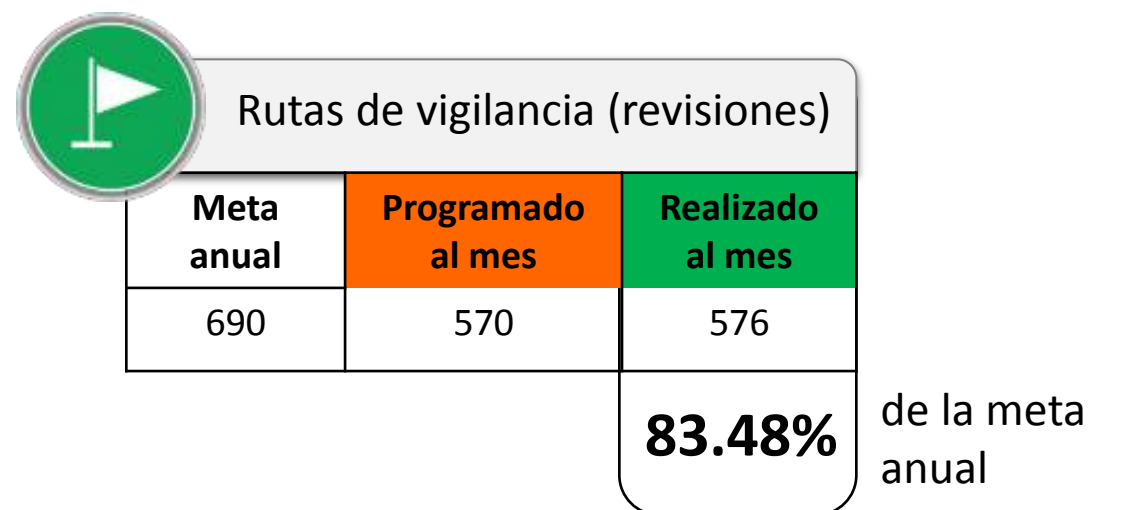 Rutas de vigilancia (revisiones)
Meta anual
Programado al mes
Realizado al mes
690
570
576
83.48%
de la meta
anual